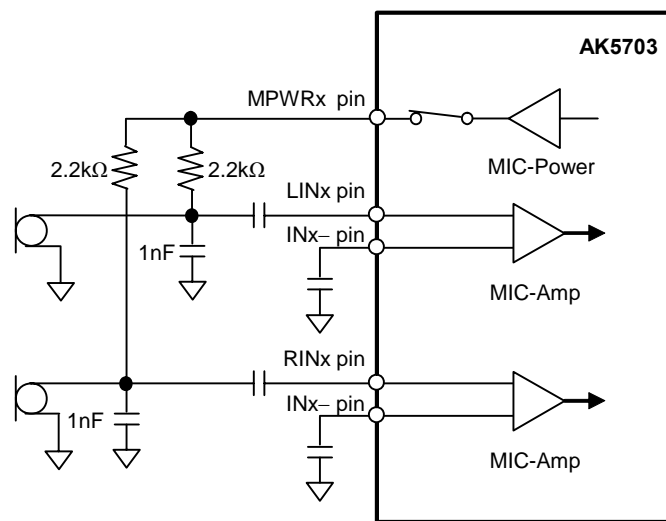 AK5703
MPWRx pin
2.2kΩ
2.2kΩ
MIC-Power
LINx pin
1nF
INx− pin
MIC-Amp
RINx pin
1nF
INx− pin
MIC-Amp